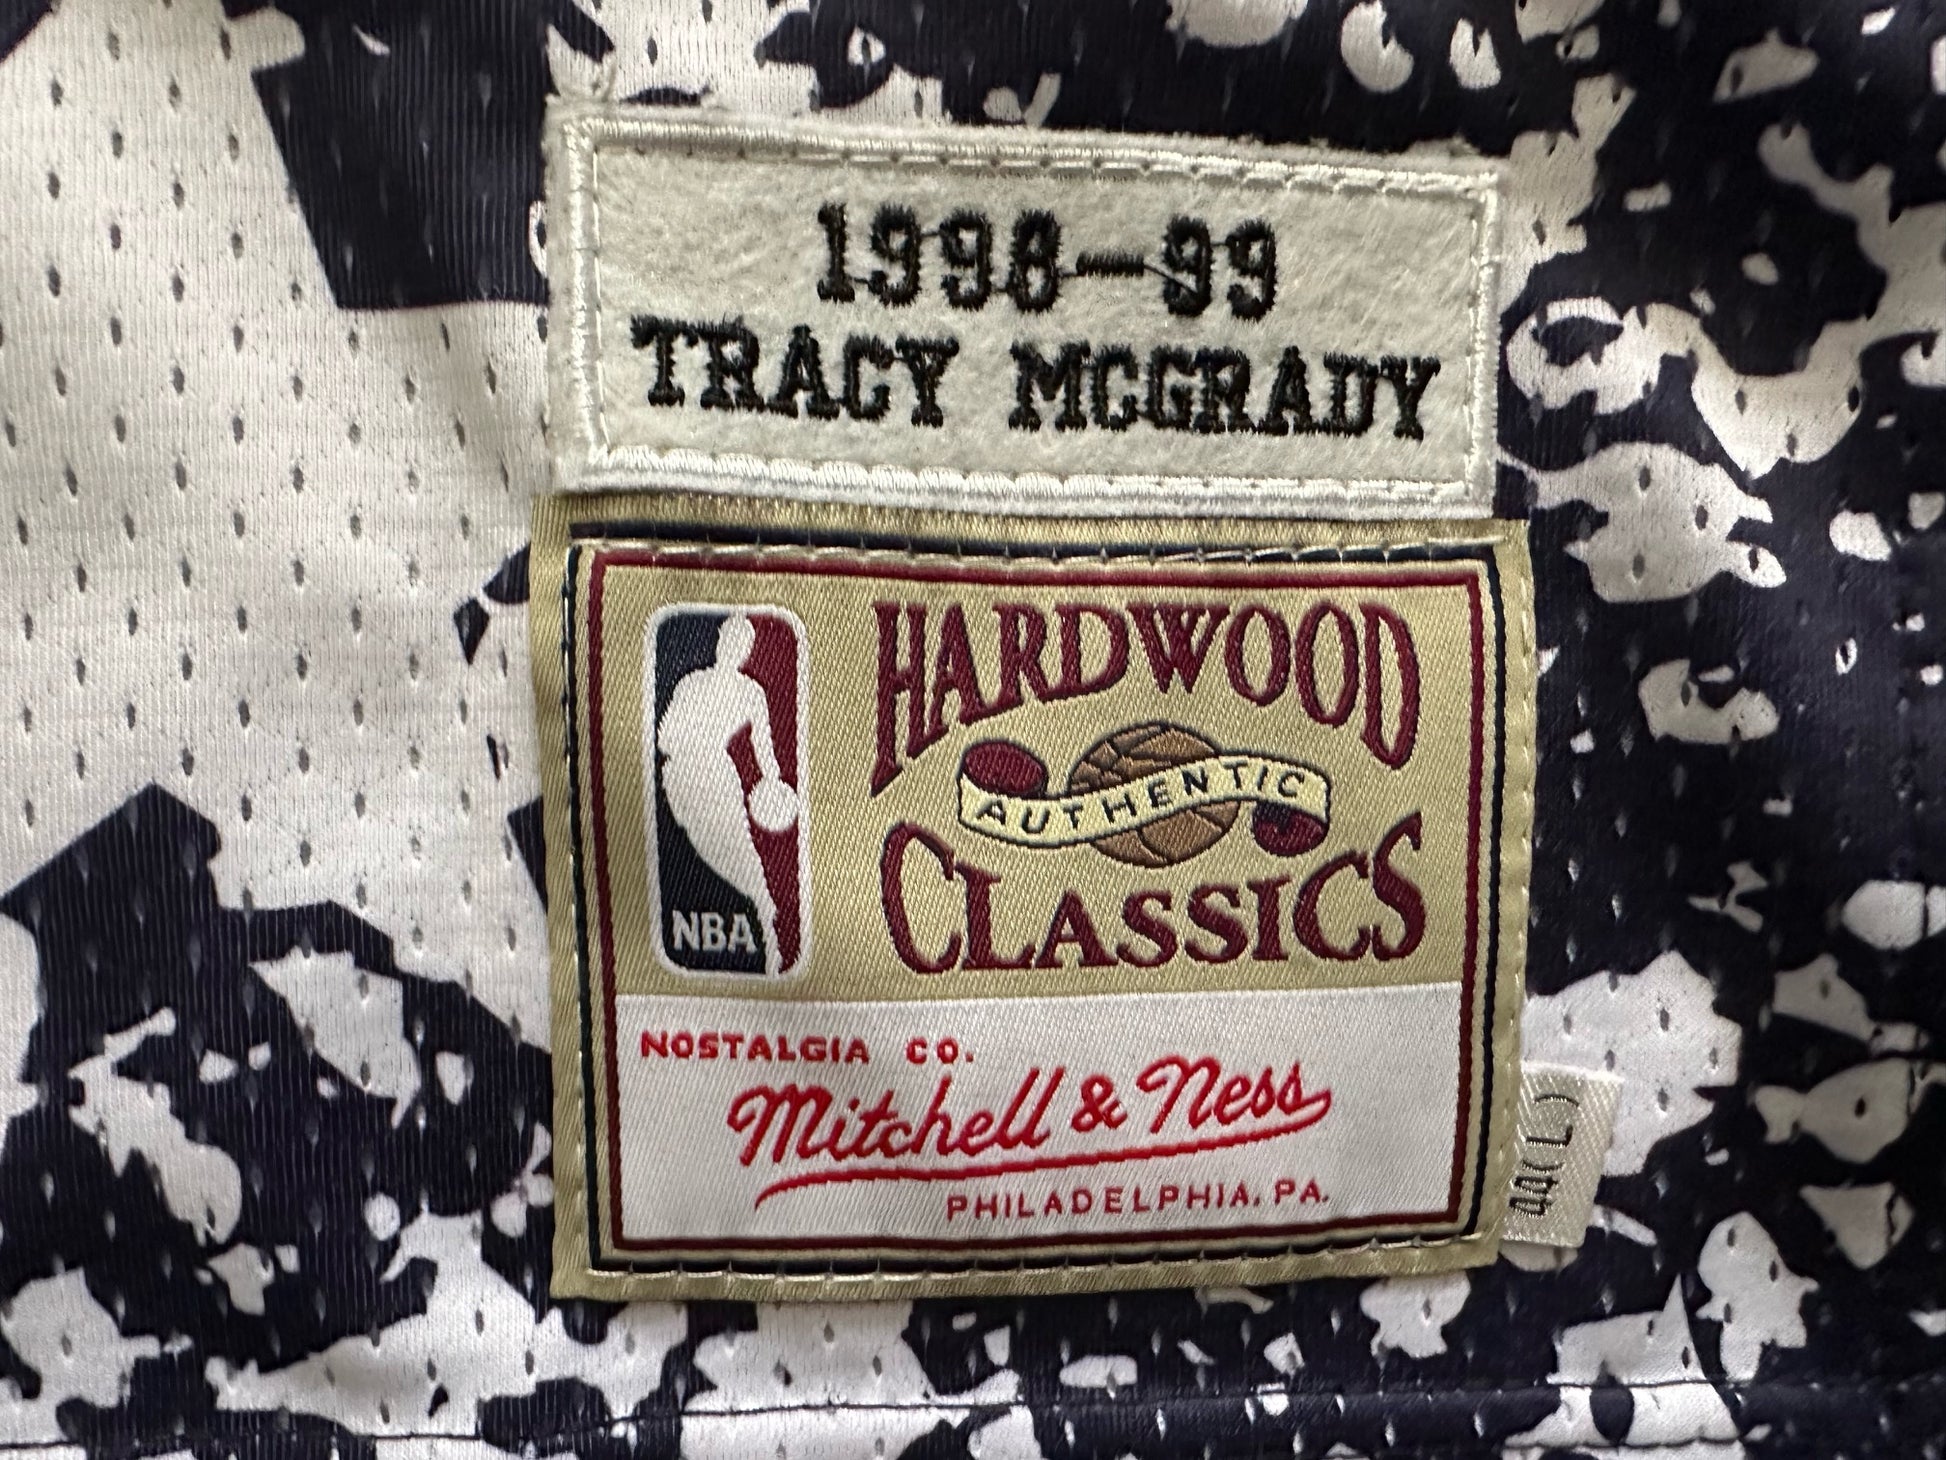 1998-99
TRACY MCGRADY
HARDWOOD
AUTHENTIC
CLASSICS
NBA
NOSTALGIA CO.
Mitchell & Ness
PHILADELPHIA, PA.
44(L)